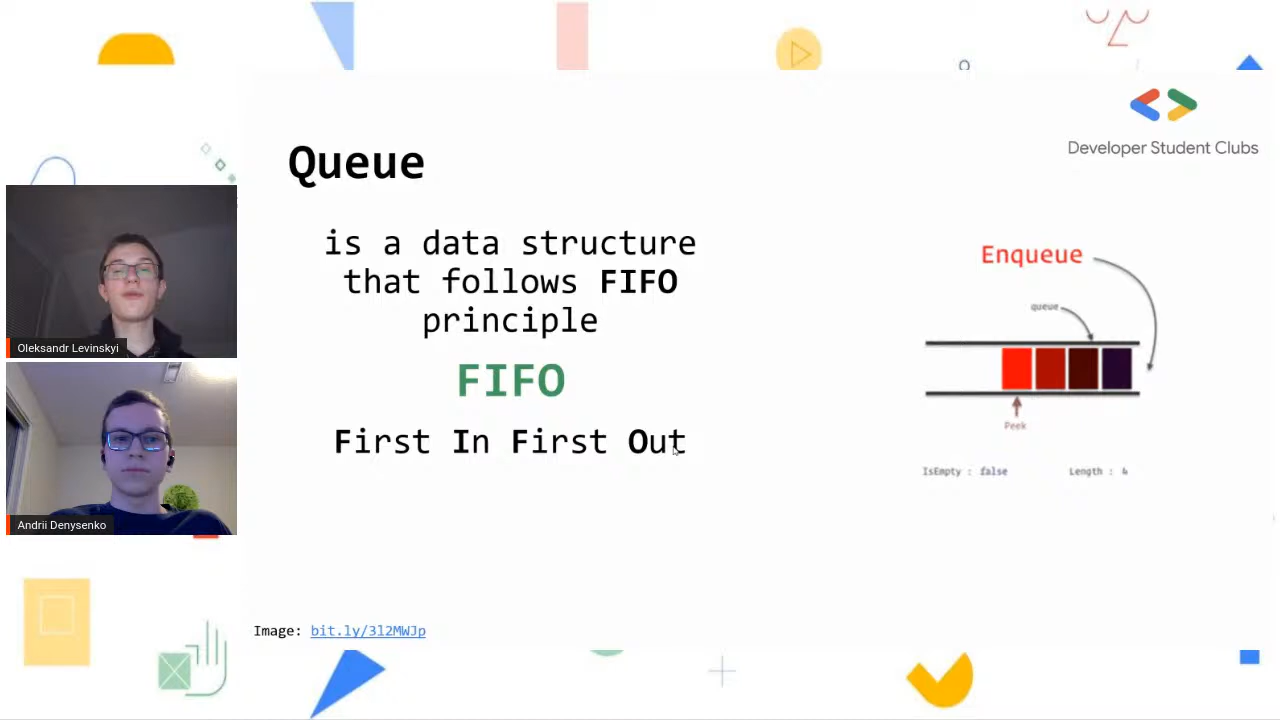 Developer Student Clubs
Queue
is a data structure
that follows FIFO
principle
FIFO
First In First Out
Enqueue
queue
Peek
IsEmpty : false
Length : 4
Oleksandr Levinskyi
Andrii Denysenko
Image: bit.ly/3l2MWJp